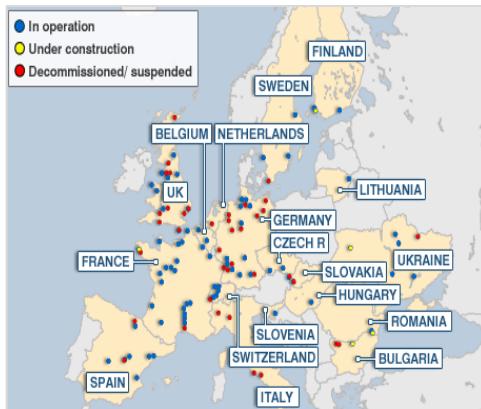 In operation
Under construction
Decommissioned/ suspended
FINLAND
SWEDEN
BELGIUM
NETHERLANDS
UK
LITHUANIA
GERMANY
CZECH R
FRANCE
SLOVAKIA
UKRAINE
HUNGARY
ROMANIA
SLOVENIA
SWITZERLAND
BULGARIA
SPAIN
ITALY